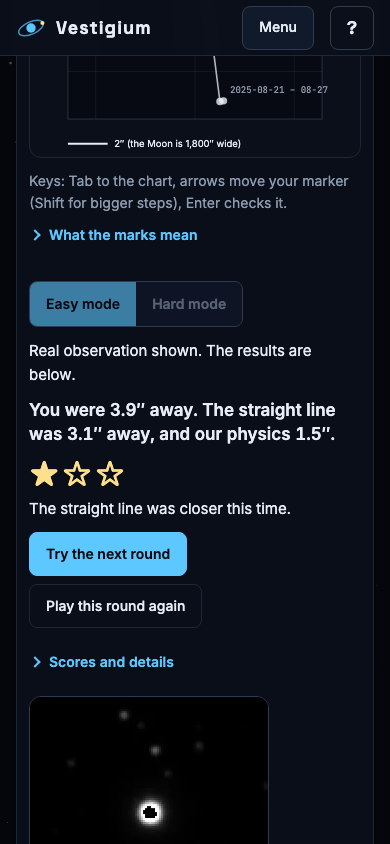 Vestigium
Menu
?
2025-08-21 – 08-27
2″ (the Moon is 1,800″ wide)
Keys: Tab to the chart, arrows move your marker
(Shift for bigger steps), Enter checks it.
What the marks mean
Easy mode
Hard mode
Real observation shown. The results are
below.
You were 3.9″ away. The straight line
was 3.1″ away, and our physics 1.5″.
The straight line was closer this time.
Try the next round
Play this round again
Scores and details